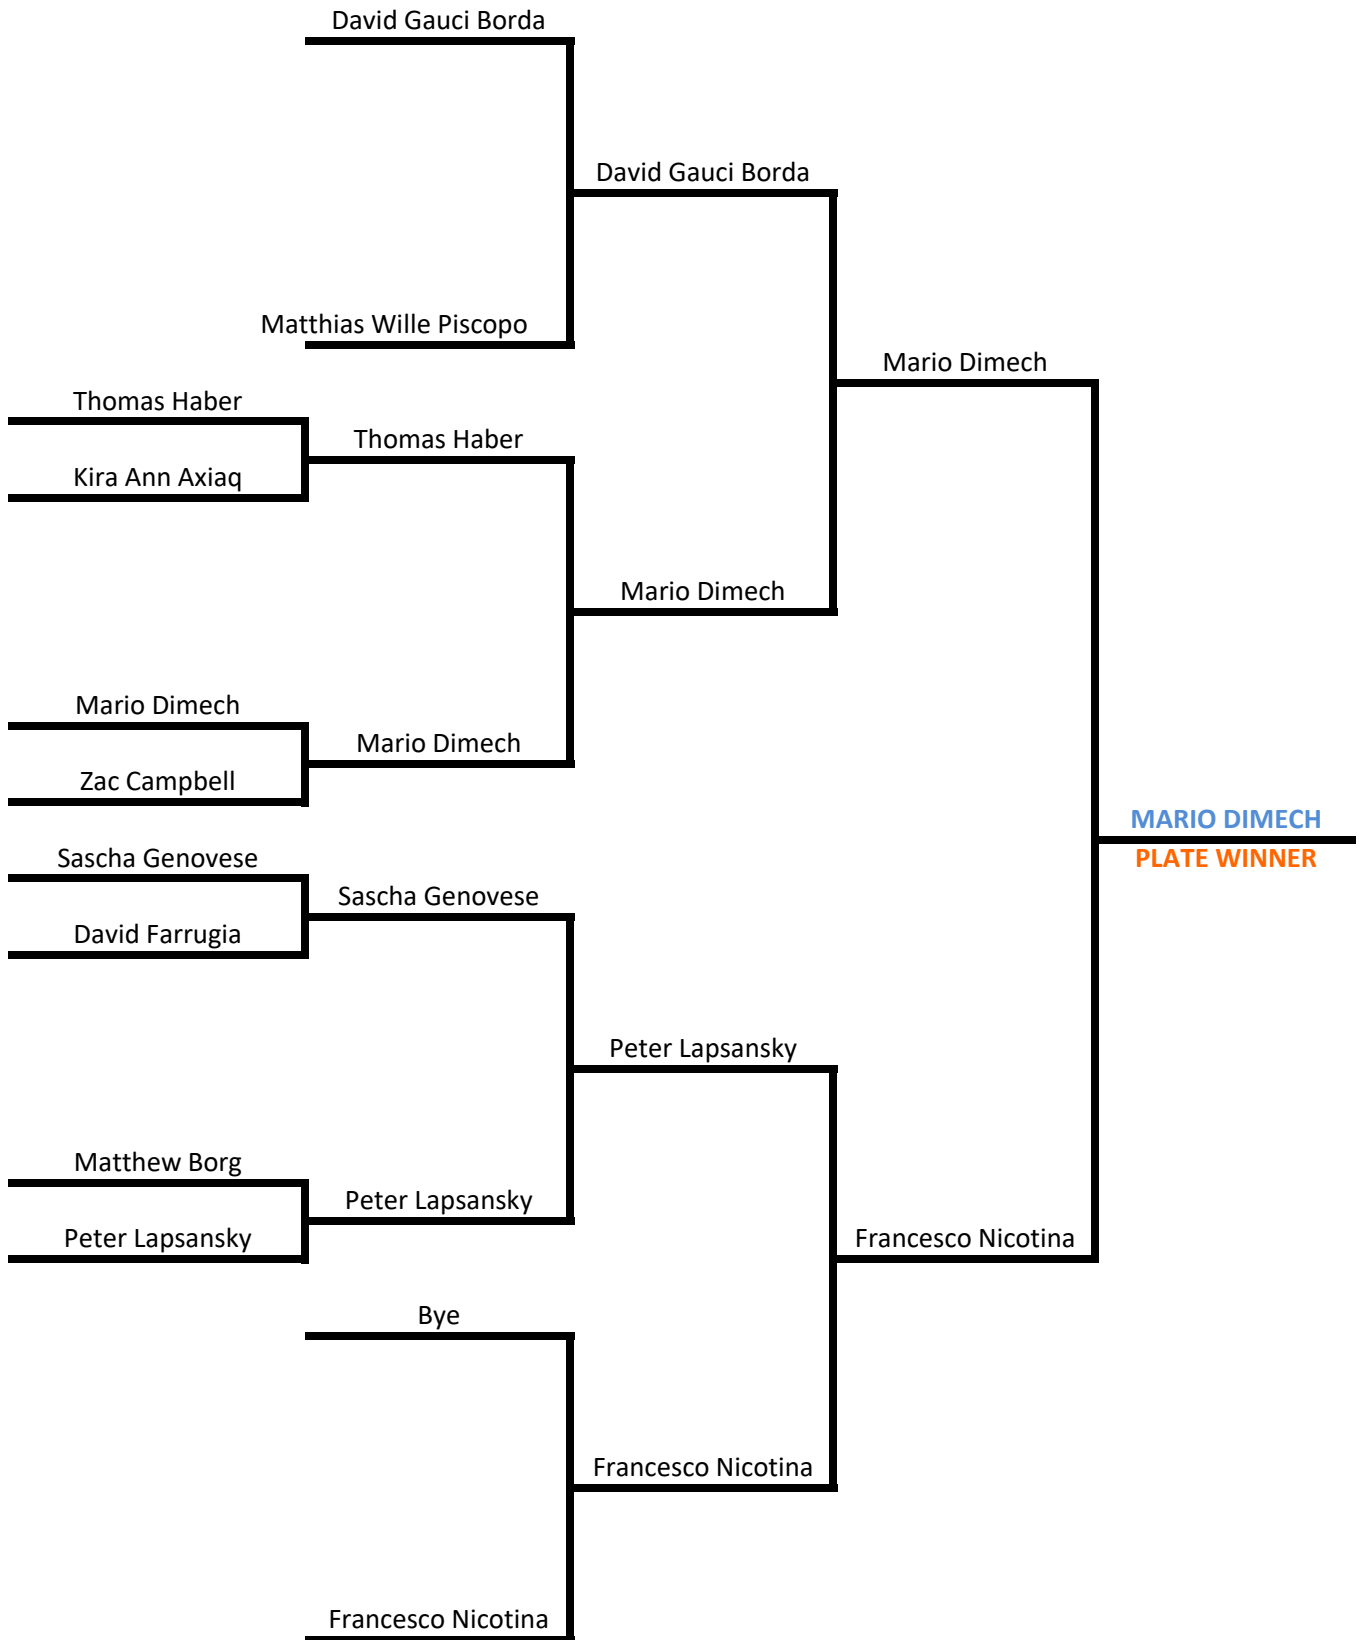 David Gauci Borda
David Gauci Borda
Matthias Wille Piscopo
Mario Dimech
Thomas Haber
Thomas Haber
Kira Ann Axiaq
Mario Dimech
Mario Dimech
Mario Dimech
Zac Campbell
MARIO DIMECH
PLATE WINNER
Sascha Genovese
Sascha Genovese
David Farrugia
Peter Lapsansky
Matthew Borg
Peter Lapsansky
Peter Lapsansky
Francesco Nicotina
Bye
Francesco Nicotina
Francesco Nicotina